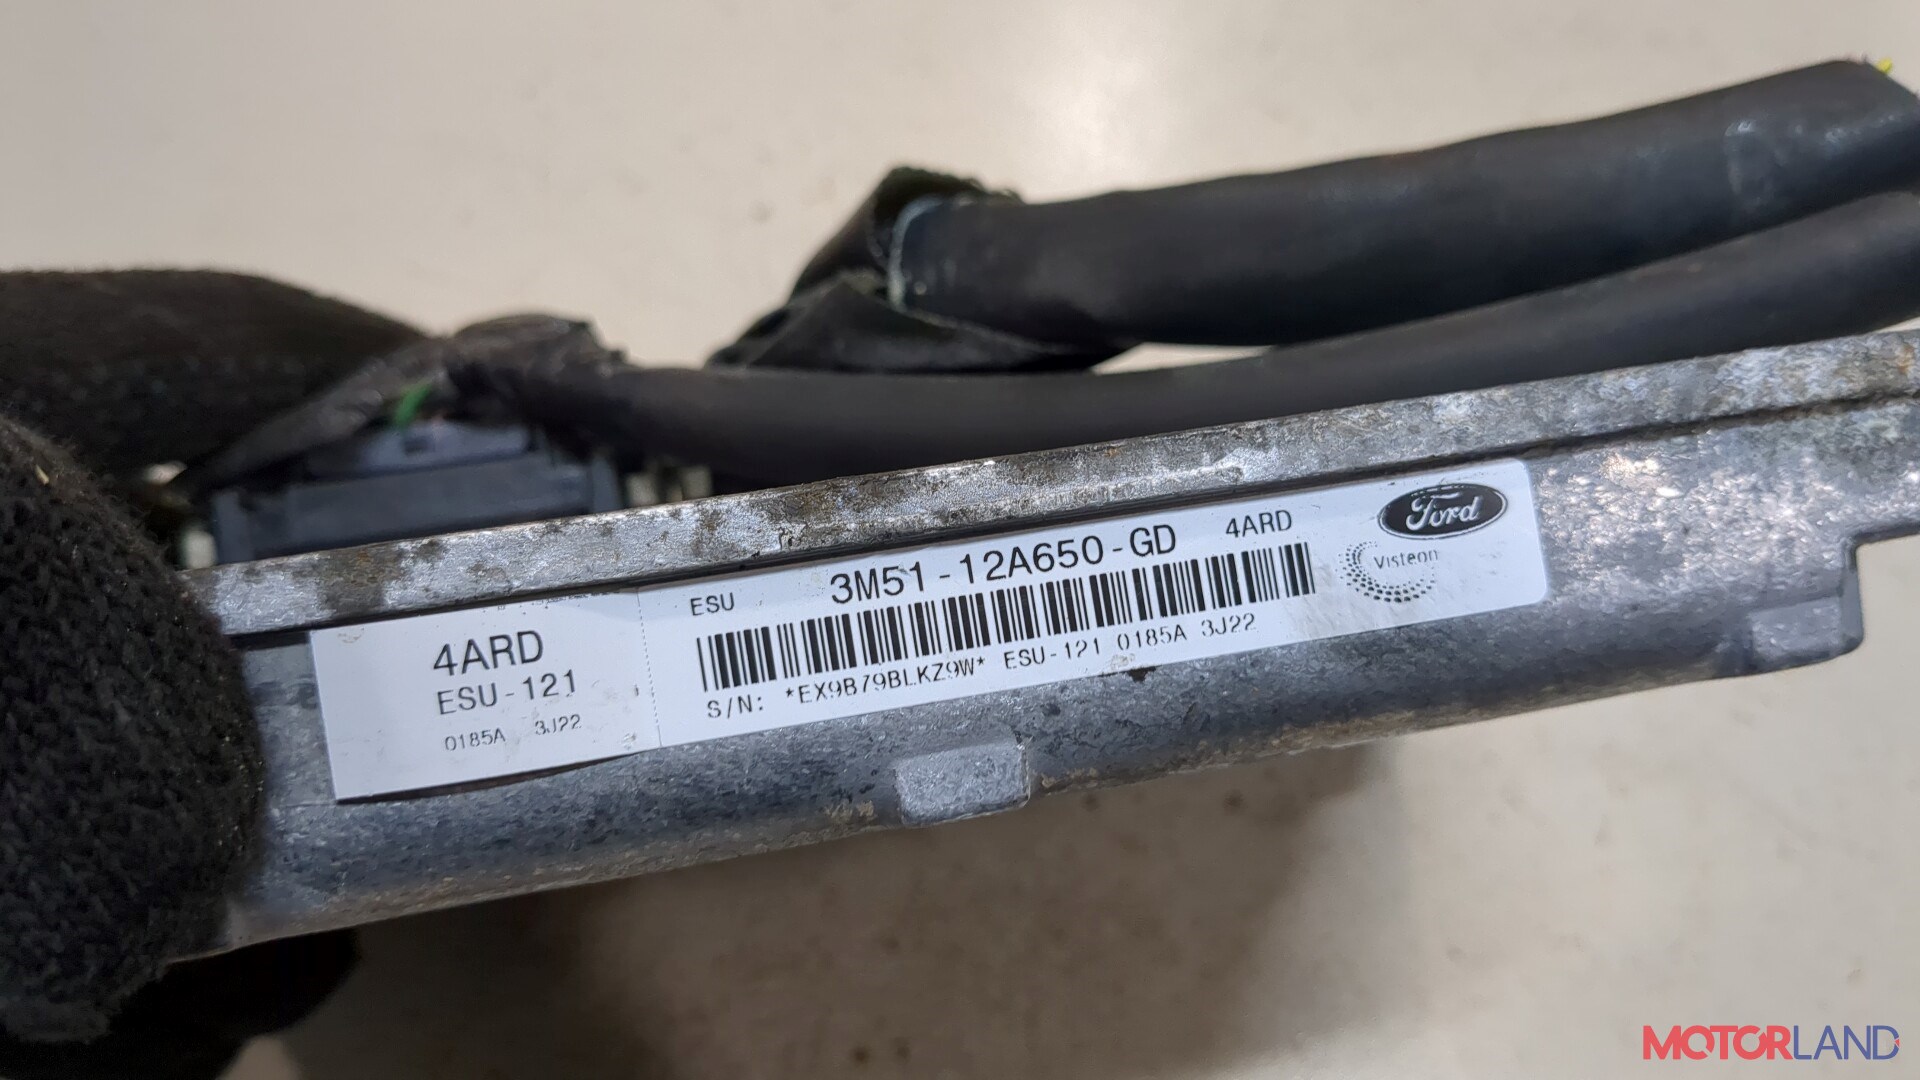 4ARD
ESU-121
0185A 3J22
ESU 3M51-12A650-GD 4ARD
S/N: *EX9B79BLKZ9W* ESU-121 0185A 3J22
Ford
Visteon
MOTORLAND